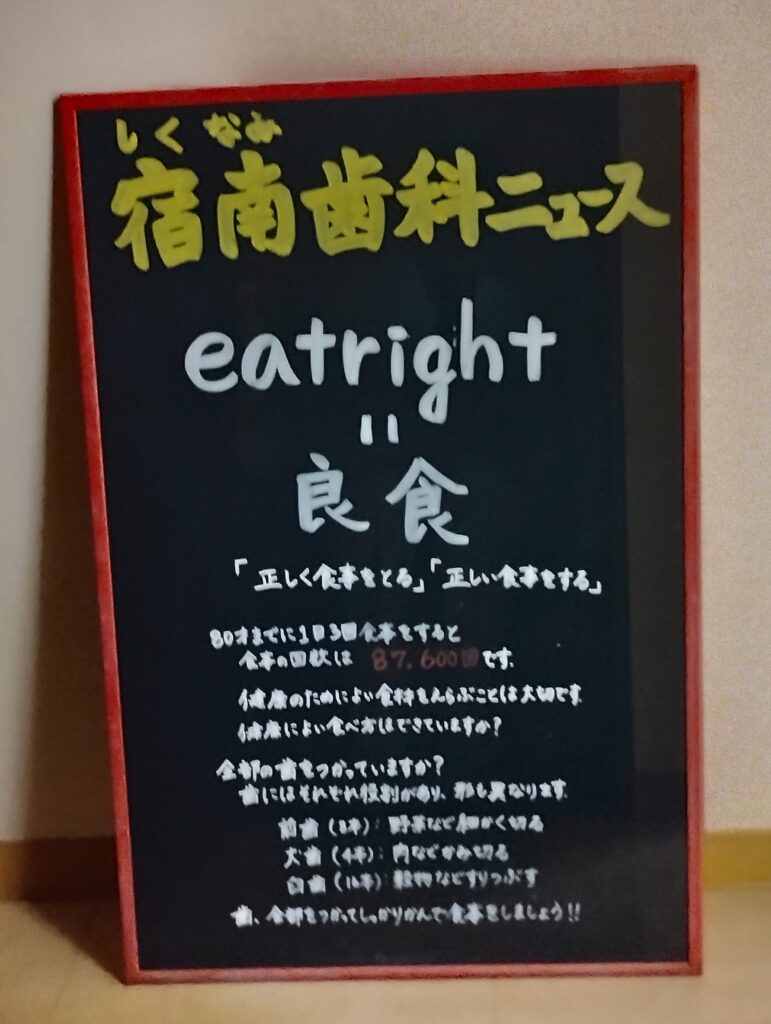 しくなみ
宿南歯科ニュース
eatright
=
良食
「正しく食事をとる」「正しい食事をする」
80才までに1日3回食事をすると
食事の回数は 87,600回です。
健康のためによい食材をえらぶことは大切です
健康によい食べ方はできていますか?
全部の歯をつかっていますか?
歯にはそれぞれ役割があり、形も異なります。
前歯(8本):野菜など細かく切る
犬歯(4本):肉などかみ切る
臼歯(16本):穀物などすりつぶす
歯、全部をつかってしっかりかんで食事をしましょう!!